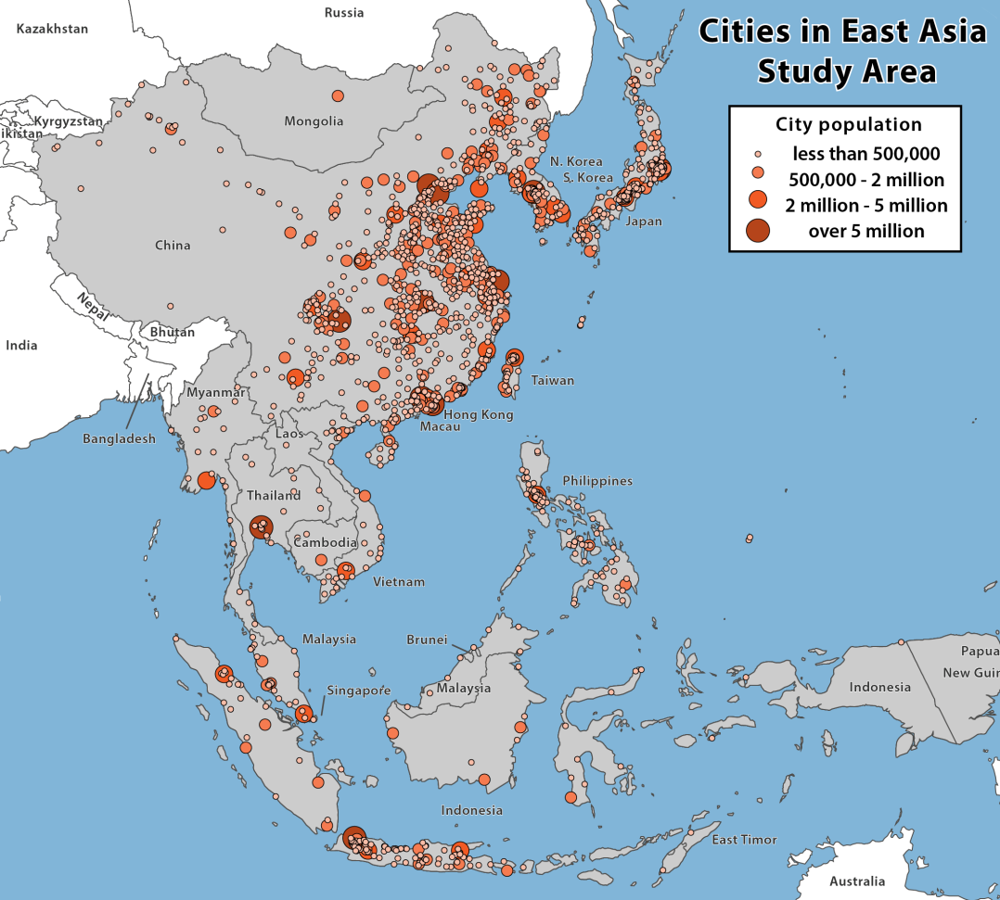 Cities in East Asia
Study Area
City population
less than 500,000
500,000 - 2 million
2 million - 5 million
over 5 million
Russia
Kazakhstan
Kyrgyzstan
ikistan
Mongolia
N. Korea
S. Korea
Japan
China
Nepal
Bhutan
India
Myanmar
Taiwan
Bangladesh
Laos
Hong Kong
Macau
Thailand
Philippines
Cambodia
Vietnam
Malaysia
Brunei
Singapore
Malaysia
Indonesia
Papua
New Guin
Indonesia
East Timor
Australia